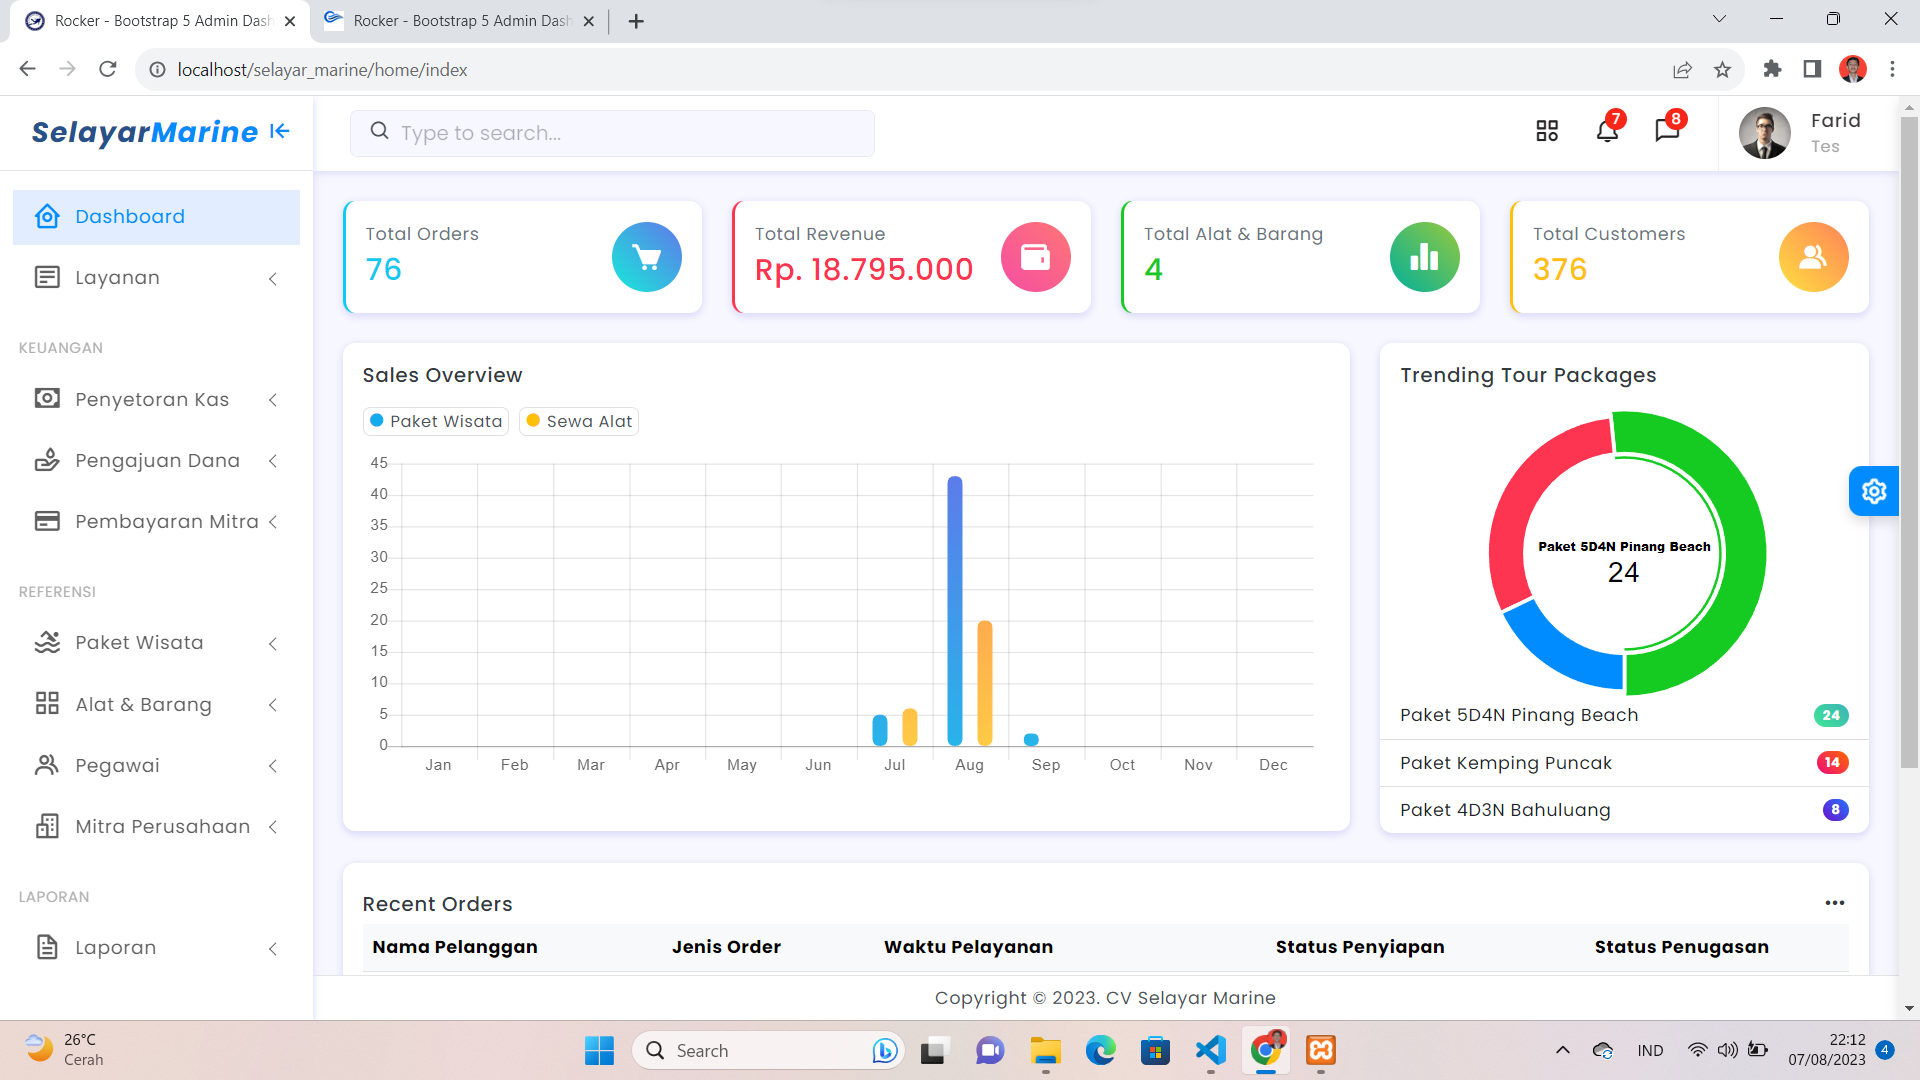 Rocker - Bootstrap 5 Admin Dash
Rocker - Bootstrap 5 Admin Dash
localhost/selayar_marine/home/index
SelayarMarine
Type to search...
7
8
Farid
Tes
Dashboard
Layanan
KEUANGAN
Penyetoran Kas
Pengajuan Dana
Pembayaran Mitra
REFERENSI
Paket Wisata
Alat & Barang
Pegawai
Mitra Perusahaan
LAPORAN
Laporan
Total Orders
76
Total Revenue
Rp. 18.795.000
Total Alat & Barang
4
Total Customers
376
Sales Overview
Paket Wisata
Sewa Alat
45
40
35
30
25
20
15
10
5
0
Jan Feb Mar Apr May Jun Jul Aug Sep Oct Nov Dec
Trending Tour Packages
Paket 5D4N Pinang Beach
24
Paket 5D4N Pinang Beach 24
Paket Kemping Puncak 14
Paket 4D3N Bahuluang 8
Recent Orders
Nama Pelanggan Jenis Order Waktu Pelayanan Status Penyiapan Status Penugasan
Copyright © 2023. CV Selayar Marine
26°C
Cerah
Search
IND
22:12
07/08/2023
4